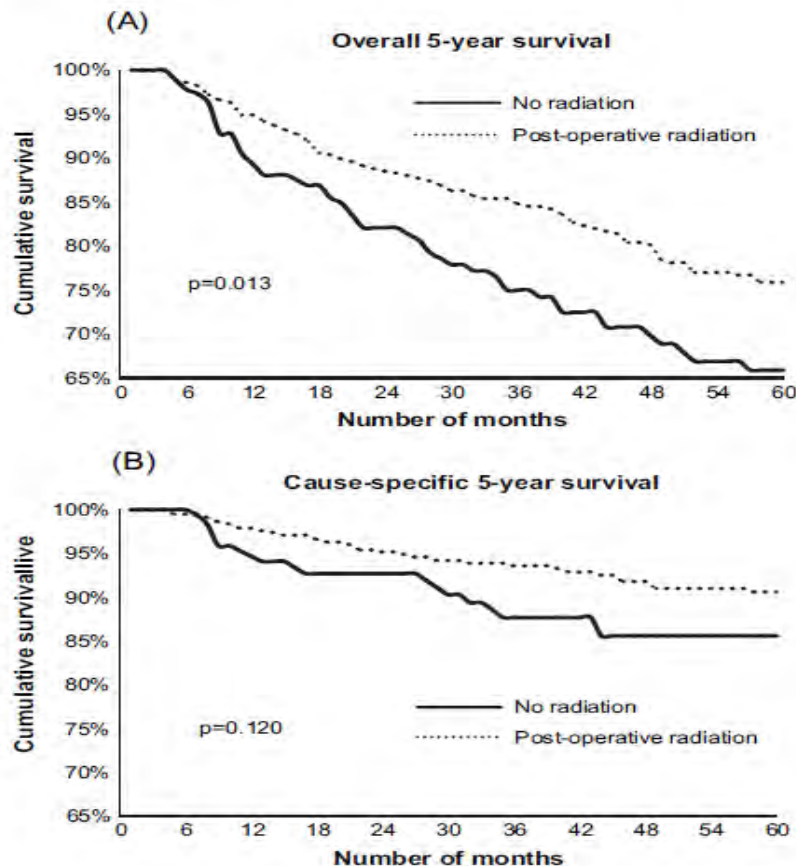 (A)
Overall 5-year survival
No radiation
Post-operative radiation
100%
95%
90%
85%
80%
75%
70%
65%
Cumulative survival
p=0.013
0 6 12 18 24 30 36 42 48 54 60
Number of months
(B)
Cause-specific 5-year survival
100%
95%
90%
85%
80%
75%
70%
65%
Cumulative survivallive
No radiation
Post-operative radiation
p=0.120
0 6 12 18 24 30 36 42 48 54 60
Number of months